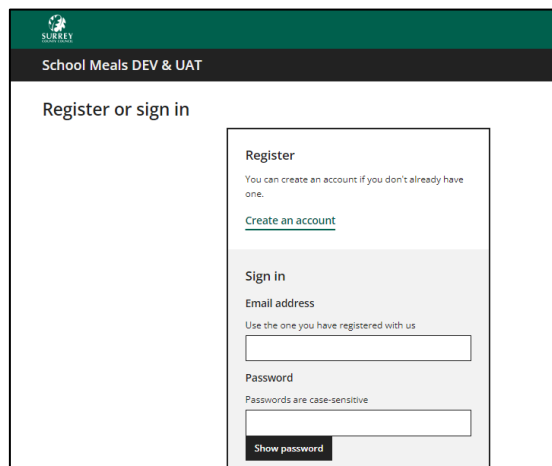 SURREY
COUNTY COUNCIL
School Meals DEV & UAT
Register or sign in
Register
You can create an account if you don't already have
one.
Create an account
Sign in
Email address
Use the one you have registered with us
Password
Passwords are case-sensitive
Show password